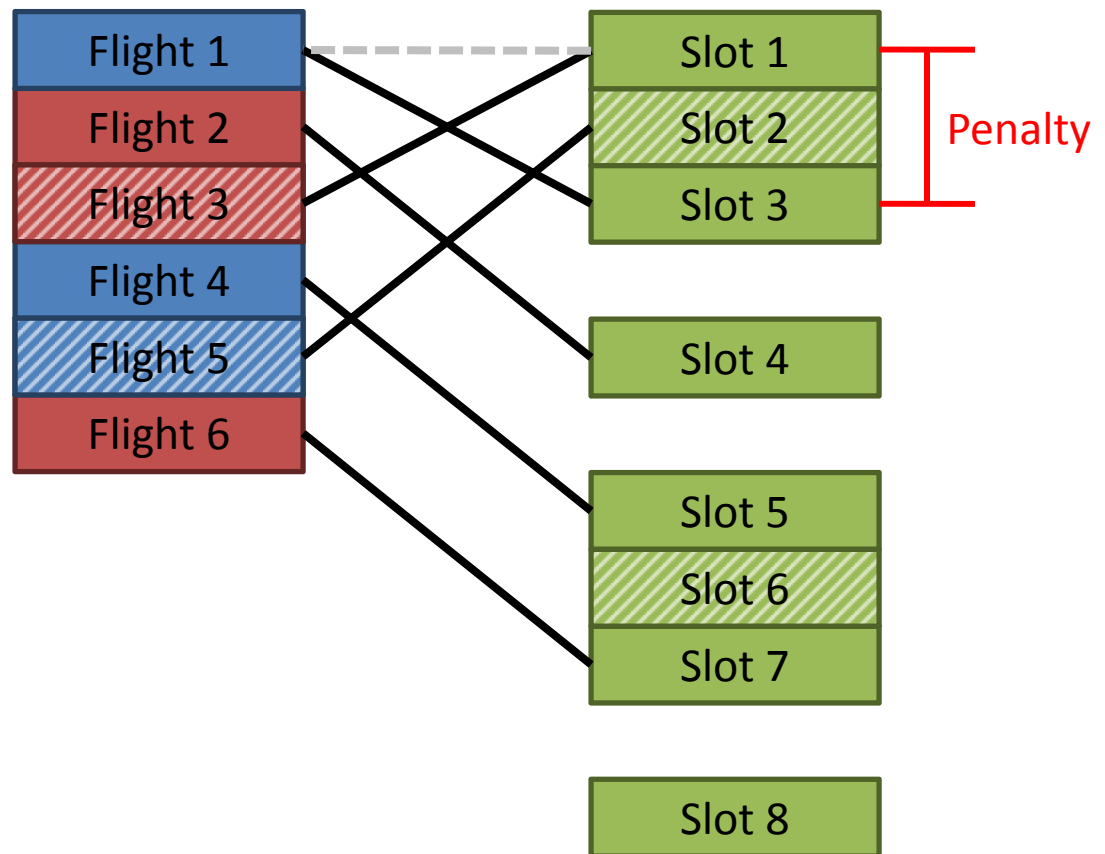 Flight 1
Flight 2
Flight 3
Flight 4
Flight 5
Flight 6
Slot 1
Slot 2
Slot 3
Slot 4
Slot 5
Slot 6
Slot 7
Slot 8
Penalty